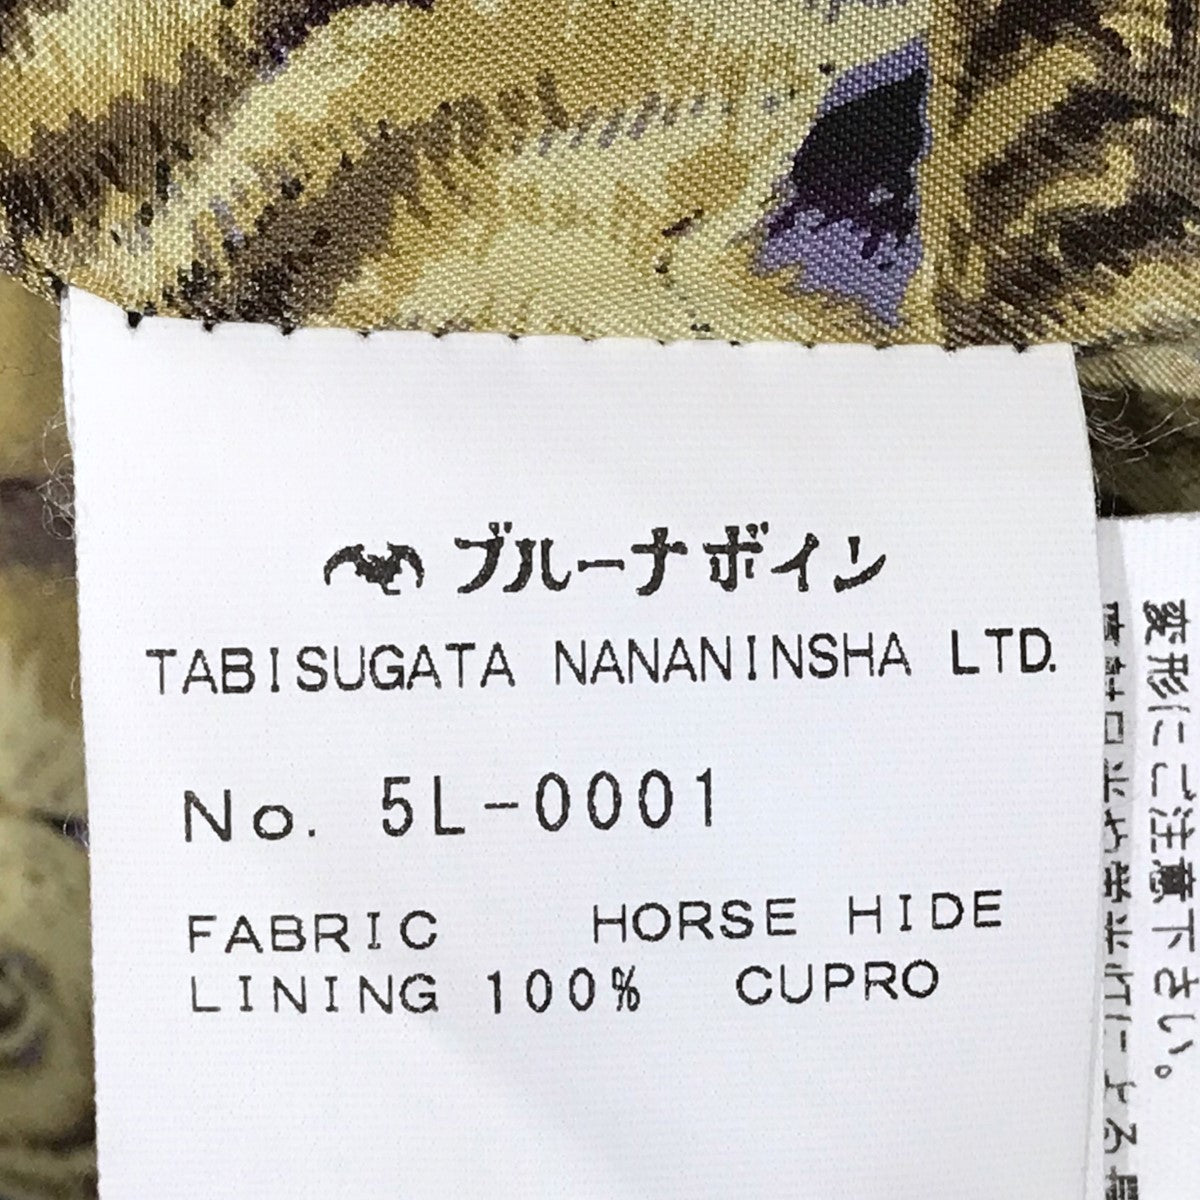 ブルーナボイン
TABISUGATA NANANINSHA LTD.
No. 5L-0001
FABRIC HORSE HIDE
LINING 100% CUPRO
変形にご注意下さい。